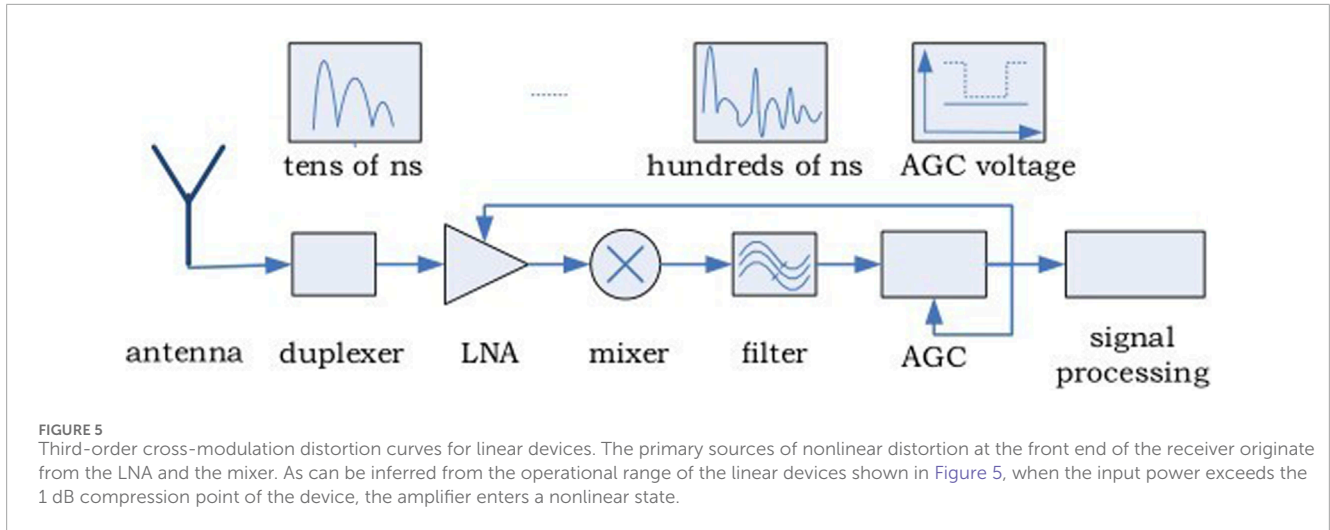 tens of ns
hundreds of ns
AGC voltage
antenna
duplexer
LNA
mixer
filter
AGC
signal
processing
FIGURE 5
Third-order cross-modulation distortion curves for linear devices. The primary sources of nonlinear distortion at the front end of the receiver originate
from the LNA and the mixer. As can be inferred from the operational range of the linear devices shown in Figure 5, when the input power exceeds the
1 dB compression point of the device, the amplifier enters a nonlinear state.